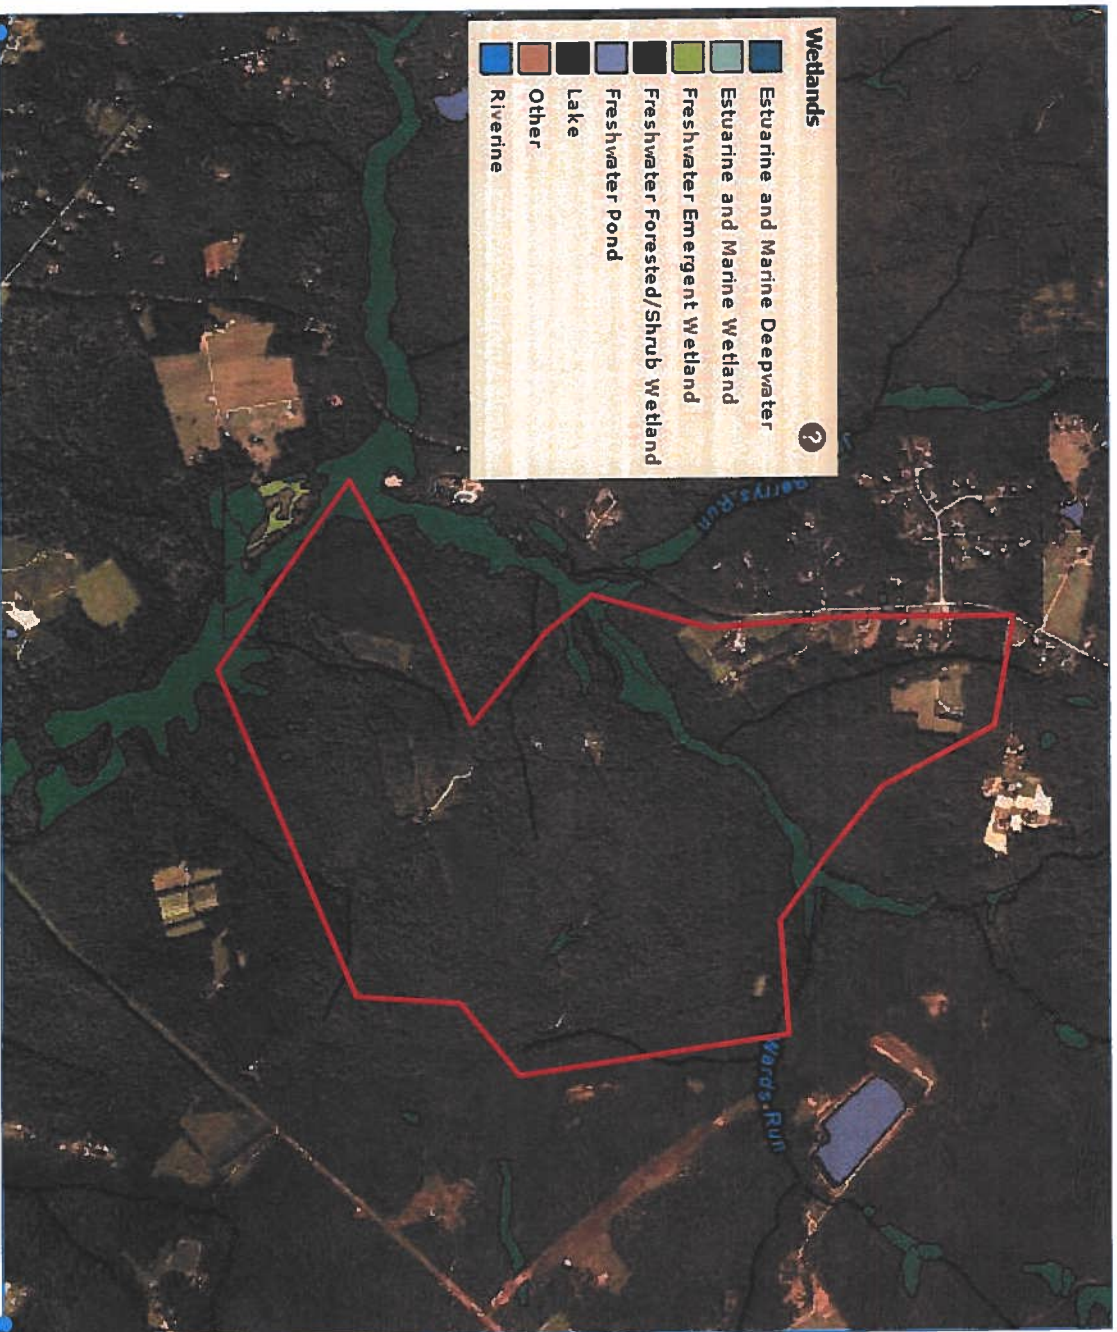 Wetlands ?
Estuarine and Marine Deepwater
Estuarine and Marine Wetland
Freshwater Emergent Wetland
Freshwater Forested/Shrub Wetland
Freshwater Pond
Lake
Other
Riverine
Gerrys Run
Wards Run